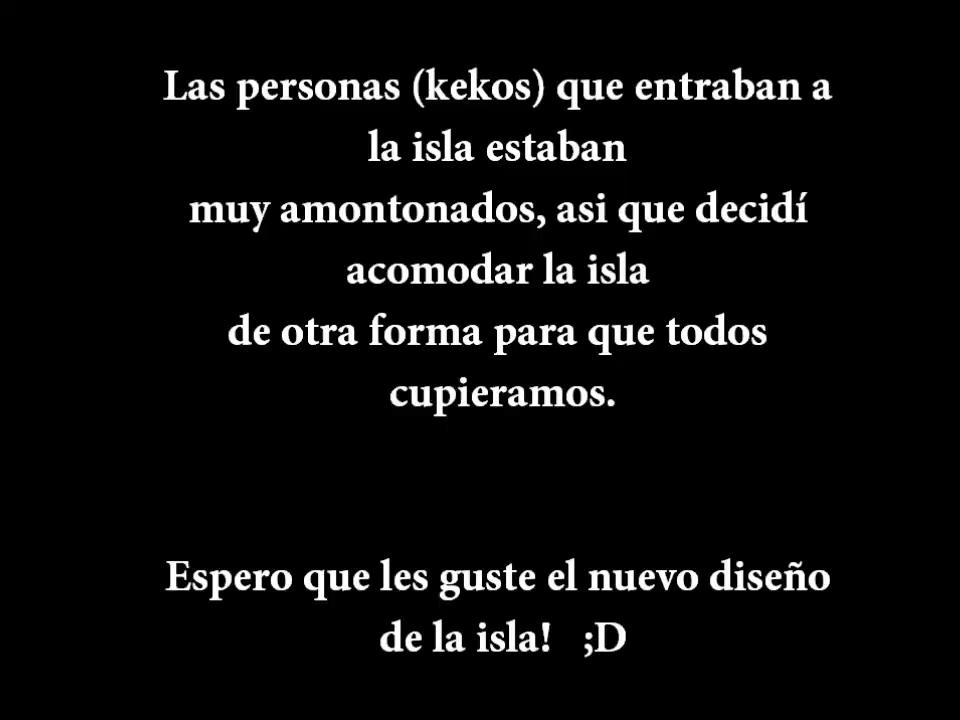 Las personas (kekos) que entraban a
la isla estaban
muy amontonados, asi que decidí
acomodar la isla
de otra forma para que todos
cupieramos.
Espero que les guste el nuevo diseño
de la isla! ;D